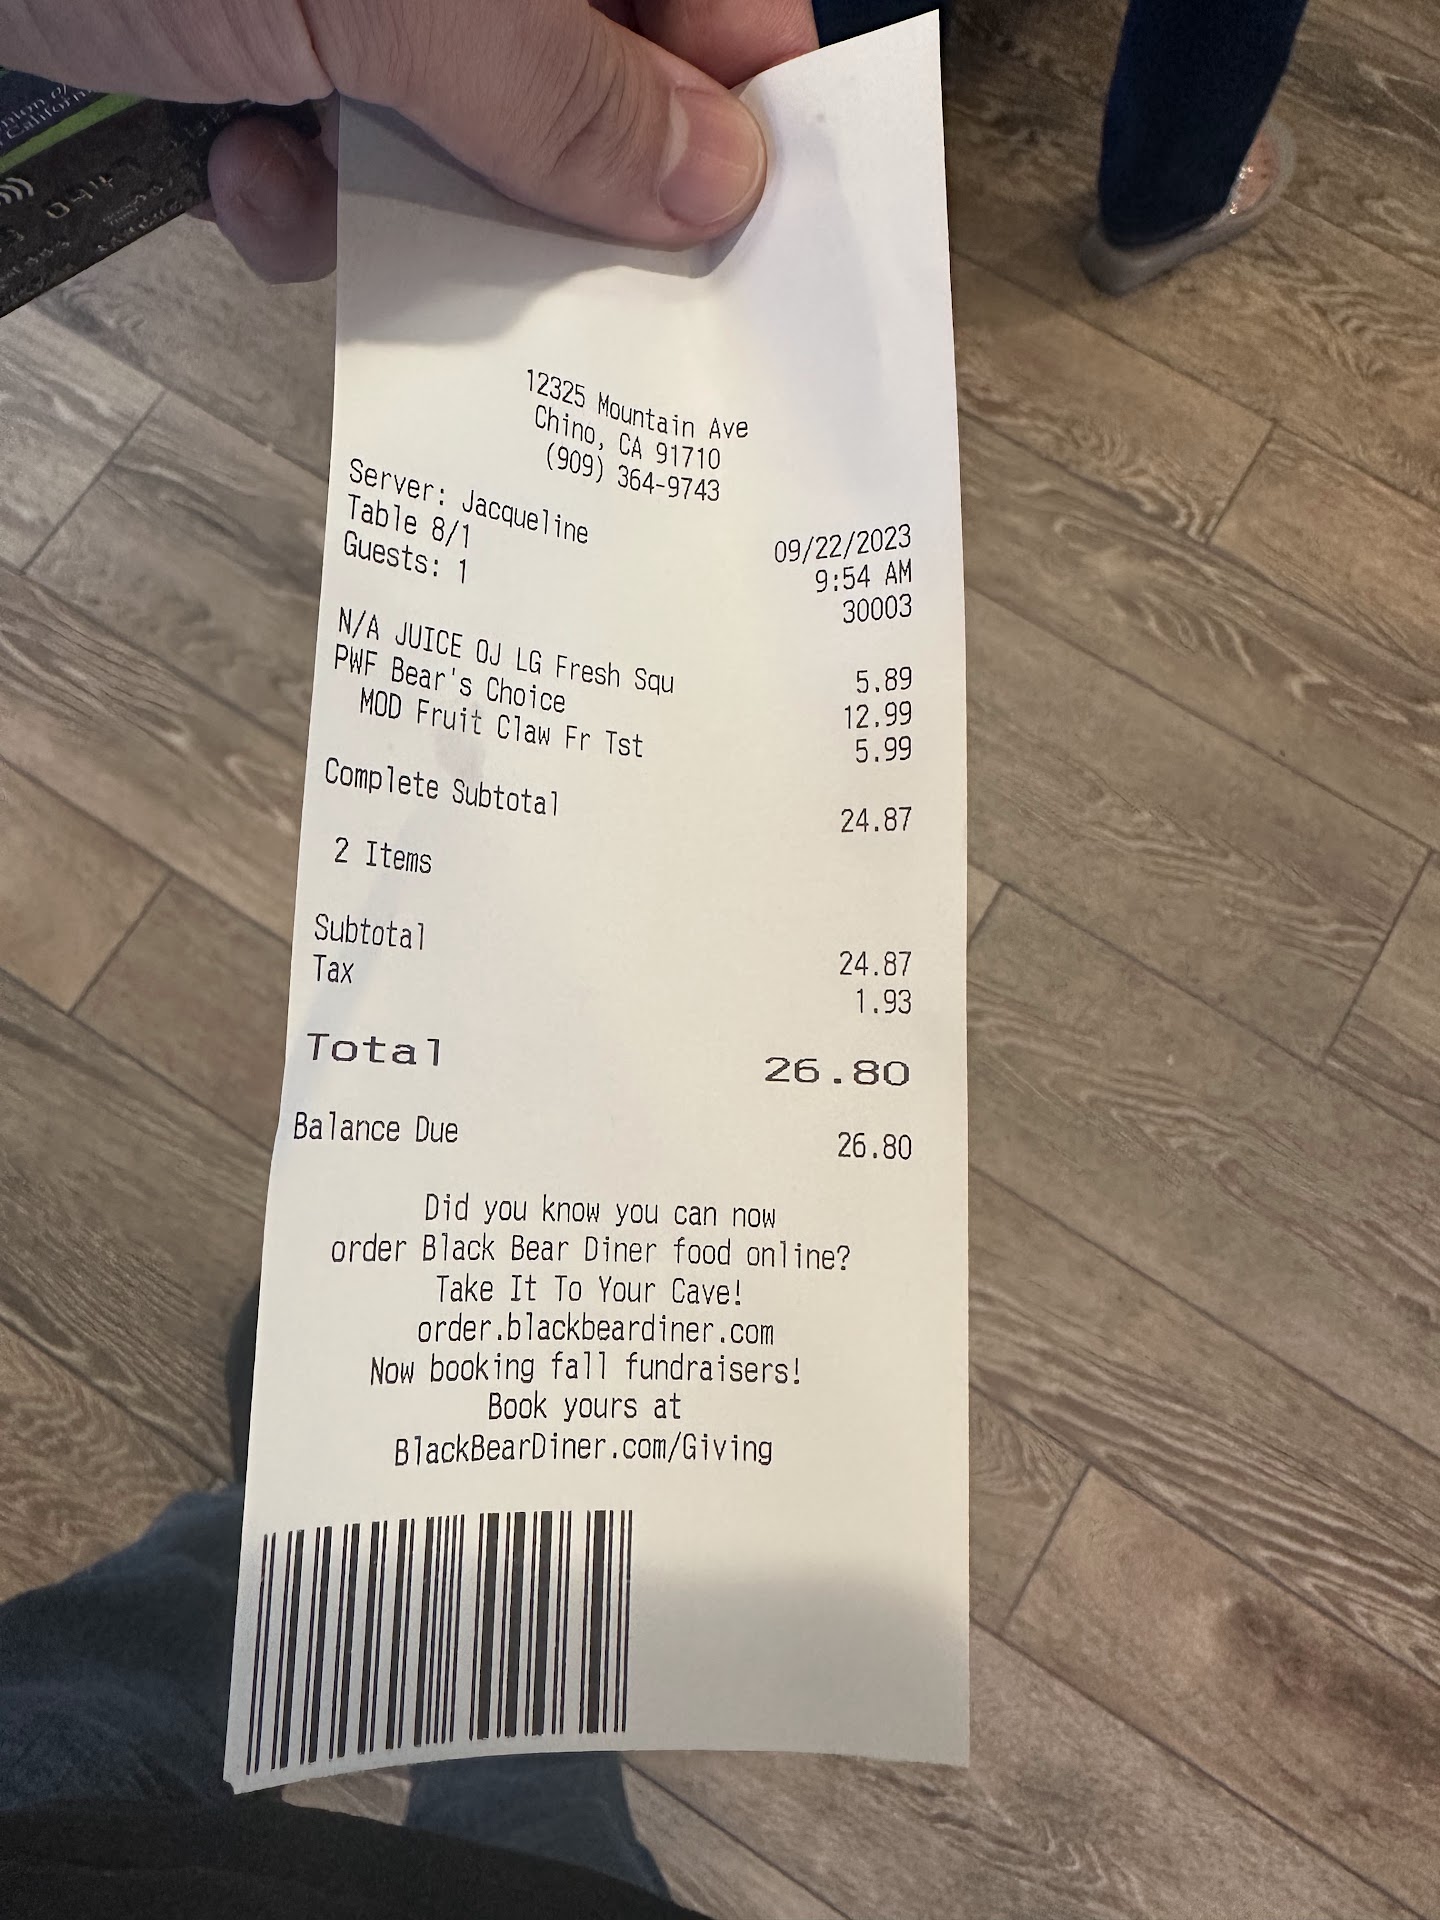 nion of
California
12325 Mountain Ave
Chino, CA 91710
(909) 364-9743
Server: Jacqueline
Table 8/1
Guests: 1
09/22/2023
9:54 AM
30003
N/A JUICE OJ LG Fresh Squ 5.89
PWF Bear's Choice 12.99
MOD Fruit Claw Fr Tst 5.99
Complete Subtotal 24.87
2 Items
Subtotal 24.87
Tax 1.93
Total 26.80
Balance Due 26.80
Did you know you can now
order Black Bear Diner food online?
Take It To Your Cave!
order.blackbeardiner.com
Now booking fall fundraisers!
Book yours at
BlackBearDiner.com/Giving